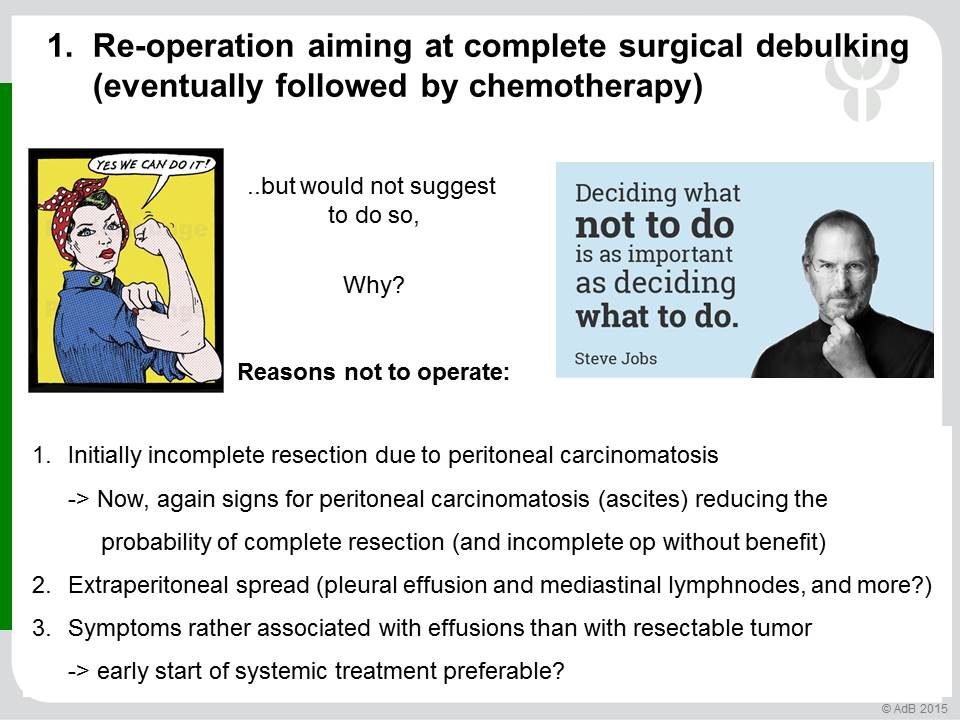 1. Re-operation aiming at complete surgical debulking
(eventually followed by chemotherapy)
YES WE CAN DO IT!
..but would not suggest
to do so,
Why?
Reasons not to operate:
Deciding what
not to do
is as important
as deciding
what to do.
Steve Jobs
1. Initially incomplete resection due to peritoneal carcinomatosis
-> Now, again signs for peritoneal carcinomatosis (ascites) reducing the
probability of complete resection (and incomplete op without benefit)
2. Extraperitoneal spread (pleural effusion and mediastinal lymphnodes, and more?)
3. Symptoms rather associated with effusions than with resectable tumor
-> early start of systemic treatment preferable?
© AdB 2015